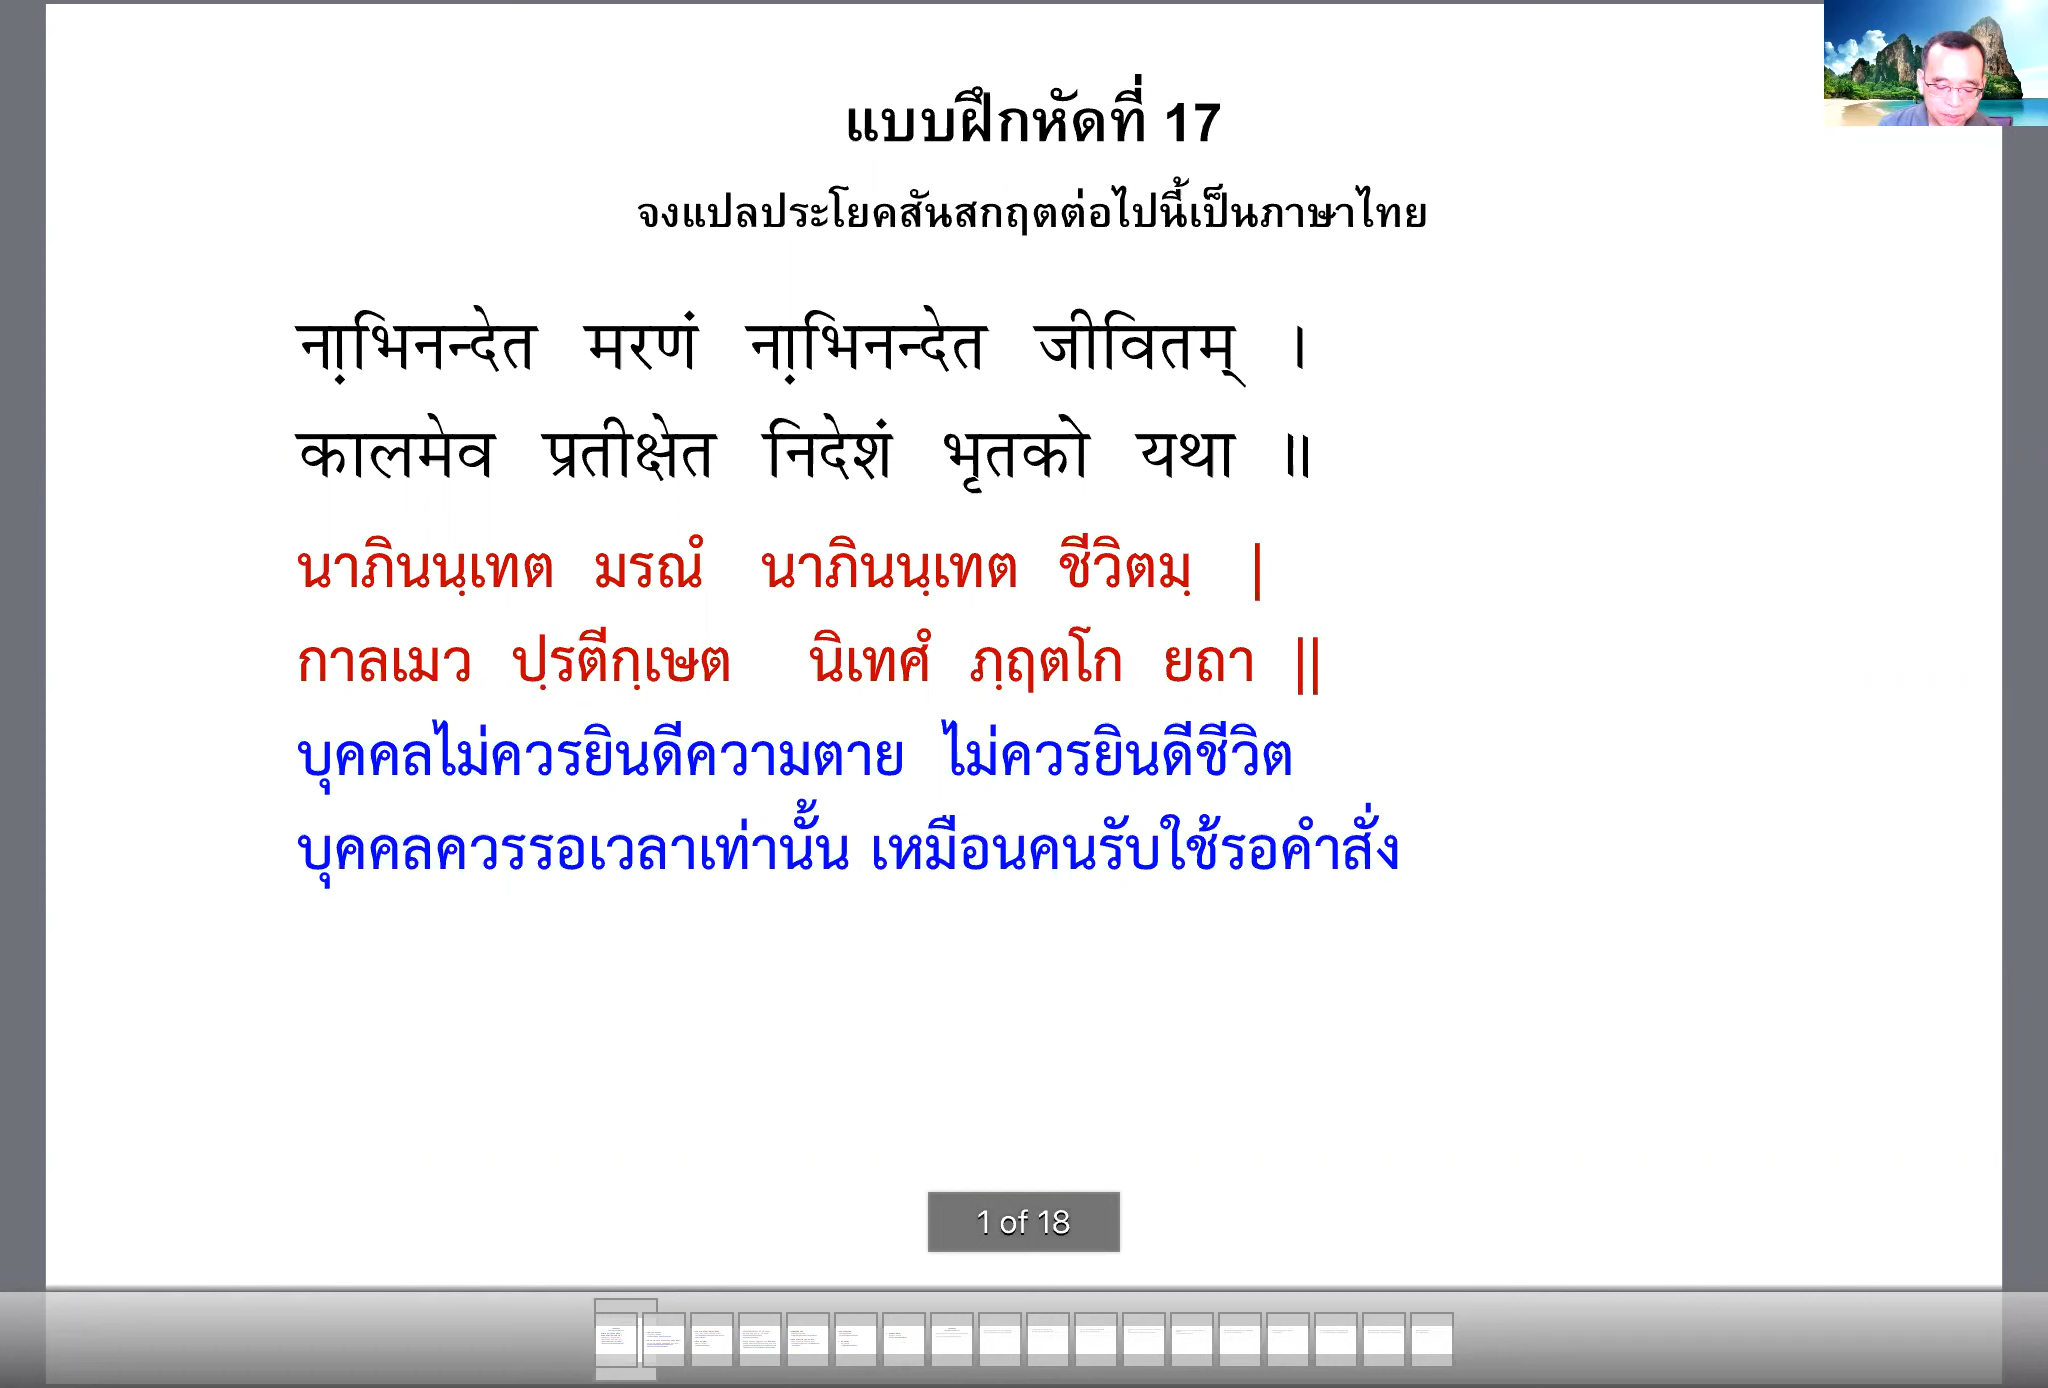 แบบฝึกหัดที่ 17
จงแปลประโยคสันสกฤตต่อไปนี้เป็นภาษาไทย
ना़भिनन्देत मरणं ना़भिनन्देत जीवितम् ।
कालमेव प्रतीक्षेत निदेशं भृतको यथा ॥
นาภินนฺเทต มรณํ นาภินนฺเทต ชีวิตมฺ |
กาลเมว ปฺรตีกฺเษต นิเทศํ ภฺฤตโก ยถา ||
บุคคลไม่ควรยินดีความตาย ไม่ควรยินดีชีวิต
บุคคลควรรอเวลาเท่านั้น เหมือนคนรับใช้รอคำสั่ง
1 of 18